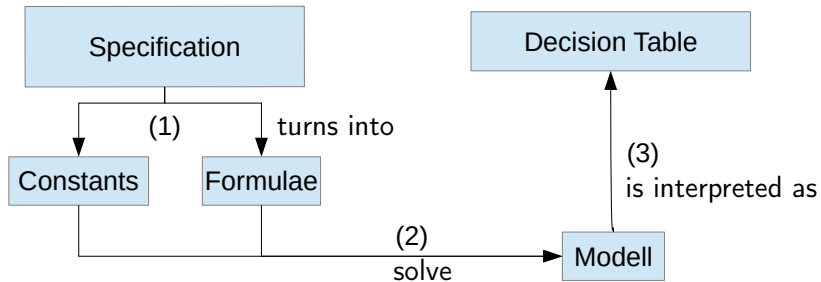 Specification
Decision Table
(1)
turns into
Constants
Formulae
(3)
is interpreted as
(2)
solve
Modell